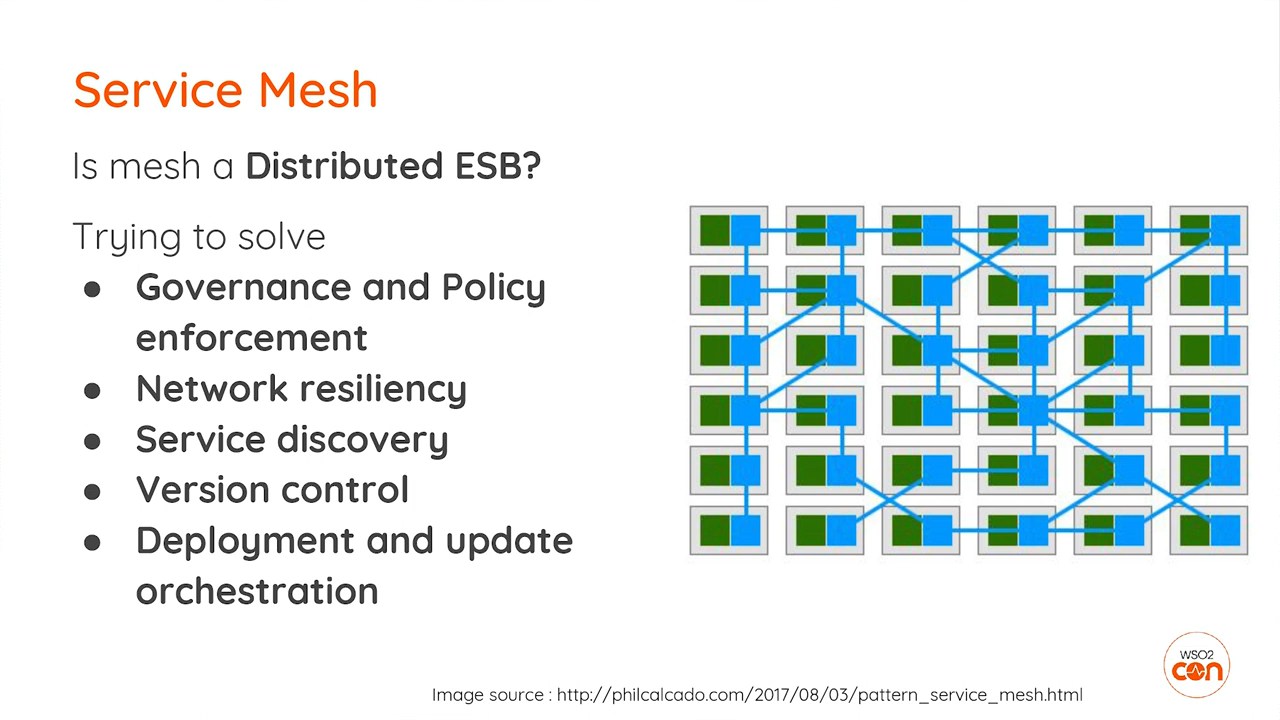 Service Mesh
Is mesh a Distributed ESB?
Trying to solve
● Governance and Policy
enforcement
● Network resiliency
● Service discovery
● Version control
● Deployment and update
orchestration
WSO2
con
Image source : http://philcalcado.com/2017/08/03/pattern_service_mesh.html